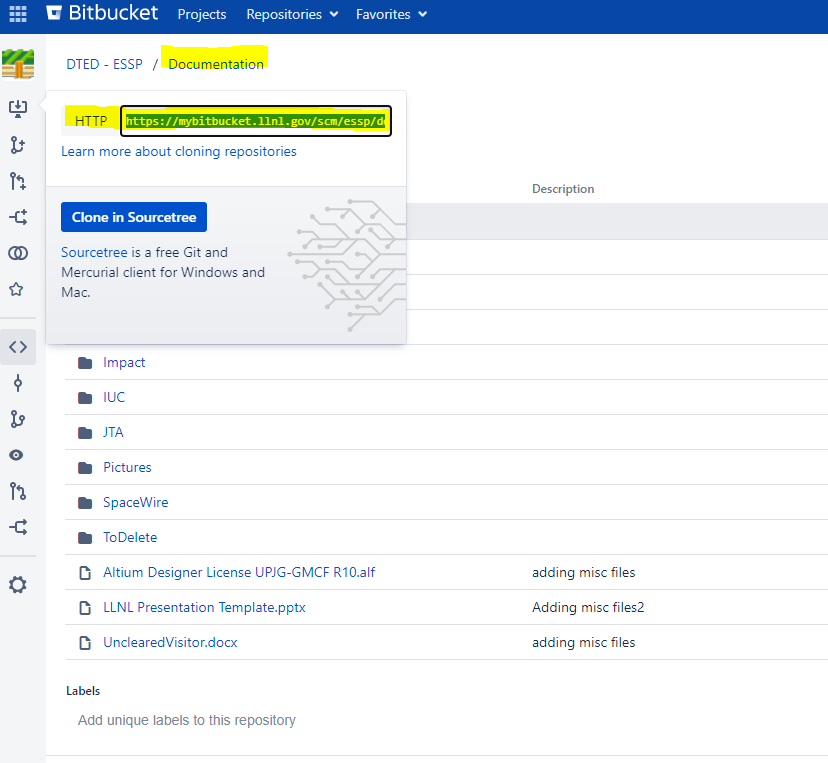 Bitbucket Projects Repositories Favorites
DTED - ESSP / Documentation
HTTP https://mybitbucket.llnl.gov/scm/essp/d
Learn more about cloning repositories
Description
Clone in Sourcetree
Sourcetree is a free Git and
Mercurial client for Windows and
Mac.
Impact
IUC
JTA
Pictures
SpaceWire
ToDelete
Altium Designer License UPJG-GMCF R10.alf adding misc files
LLNL Presentation Template.pptx Adding misc files2
UnclearedVisitor.docx adding misc files
Labels
Add unique labels to this repository